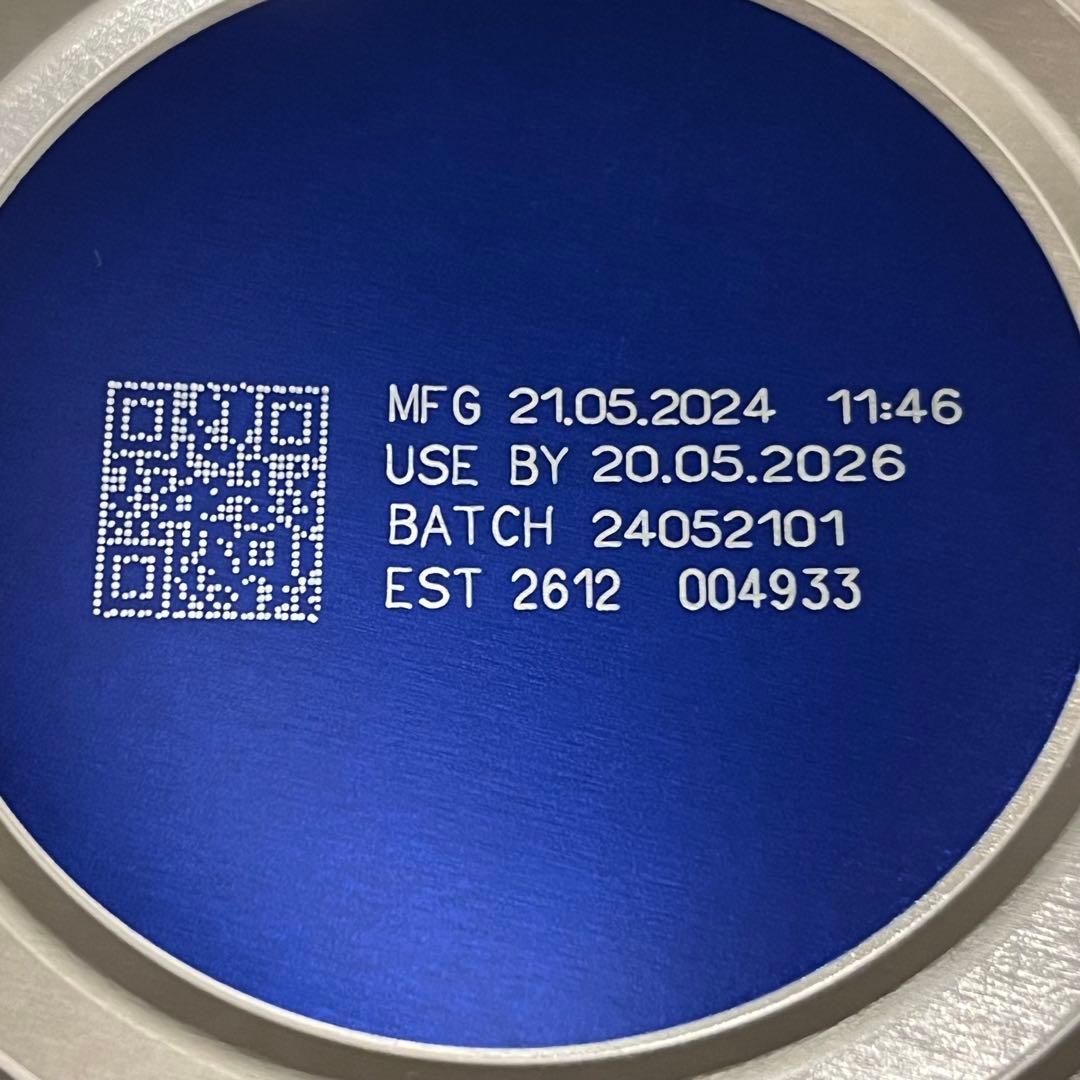 MFG 21.05.2024 11:46
USE BY 20.05.2026
BATCH 24052101
EST 2612 004933